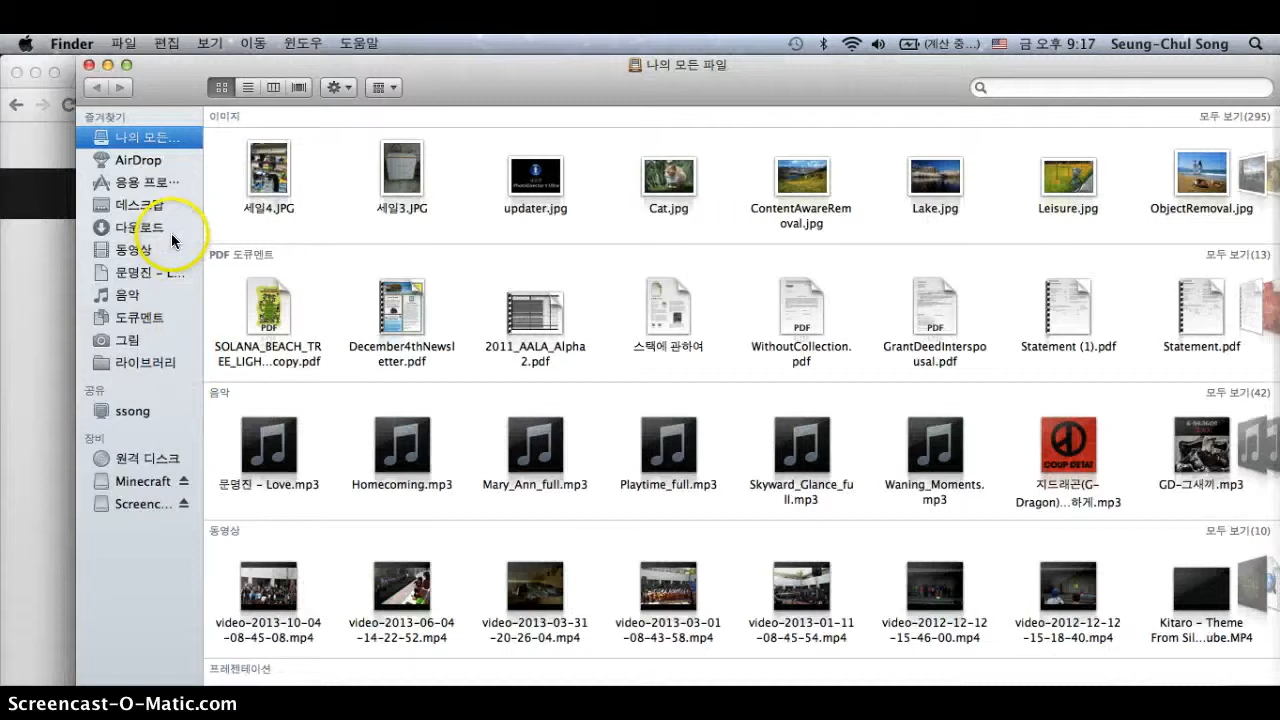 Finder 파일 편집 보기 이동 윈도우 도움말 (계산 중...) 금 오후 9:17 Seung-Chul Song
나의 모든 파일
즐겨찾기
나의 모든...
AirDrop
응용 프로...
데스크탑
다운로드
동영상
문명진 – L...
음악
도큐멘트
그림
라이브러리
공유
ssong
장비
원격 디스크
Minecraft
Screenc...
이미지 모두 보기(295)
세일4.JPG
세일3.JPG
updater.jpg
Cat.jpg
ContentAwareRem
oval.jpg
Lake.jpg
Leisure.jpg
ObjectRemoval.jpg
PDF 도큐멘트 모두 보기(13)
SOLANA_BEACH_TR
EE_LIGH...copy.pdf
December4thNewsl
etter.pdf
2011_AALA_Alpha
2.pdf
스택에 관하여
WithoutCollection.
pdf
GrantDeedInterspo
usal.pdf
Statement (1).pdf
Statement.pdf
음악 모두 보기(42)
문명진 – Love.mp3
Homecoming.mp3
Mary_Ann_full.mp3
Playtime_full.mp3
Skyward_Glance_fu
ll.mp3
Waning_Moments.
mp3
COUP DETAT
지드래곤(G-
Dragon)...하게.mp3
GD-그새끼.mp3
동영상 모두 보기(10)
video-2013-10-04
-08-45-08.mp4
video-2013-06-04
-14-22-52.mp4
video-2013-03-31
-20-26-04.mp4
video-2013-03-01
-08-43-58.mp4
video-2013-01-11
-08-45-54.mp4
video-2012-12-12
-15-46-00.mp4
video-2012-12-12
-15-18-40.mp4
Kitaro - Theme
From Sil...ube.MP4
프레젠테이션
Screencast-O-Matic.com